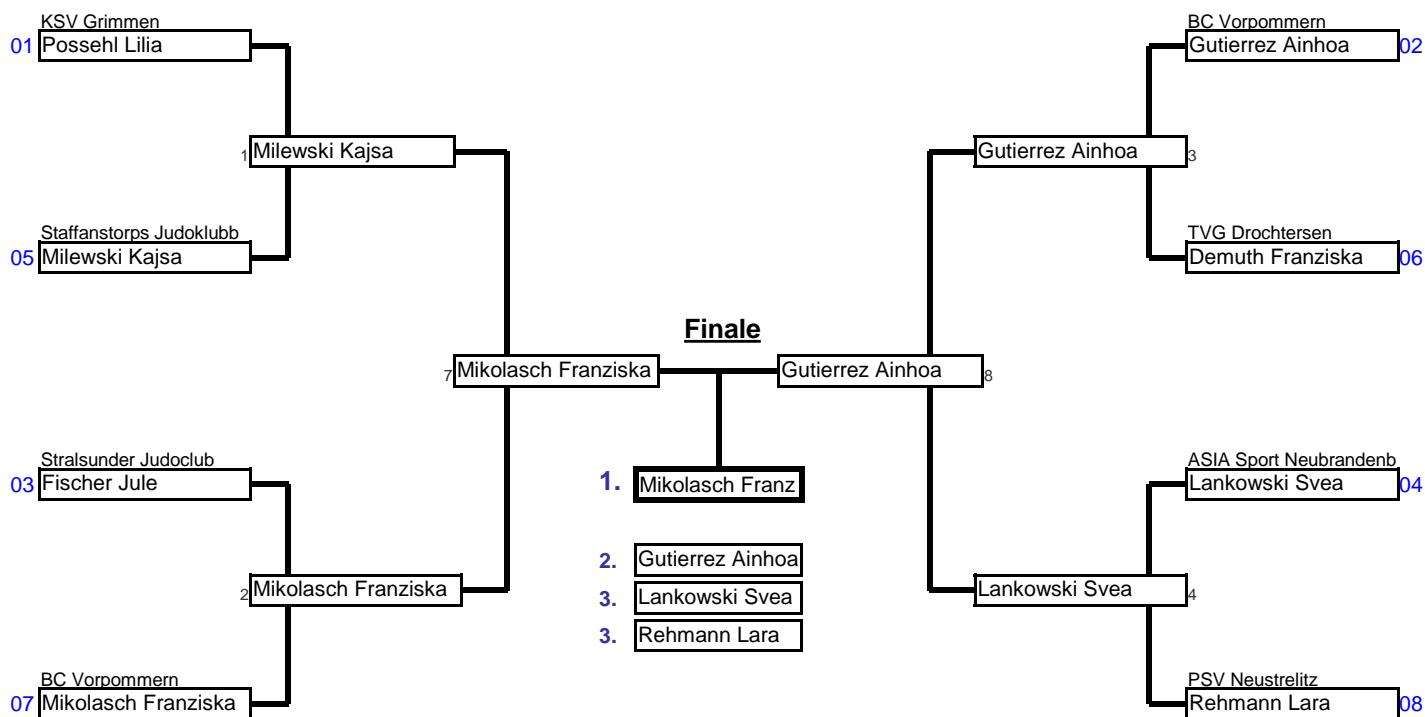 KSV Grimmen
01 Possehl Lilia
1 Milewski Kajsa
Staffanstorps Judoklubb
05 Milewski Kajsa
7 Mikolasch Franziska
Stralsunder Judoclub
03 Fischer Jule
2 Mikolasch Franziska
BC Vorpommern
07 Mikolasch Franziska
Finale
1. Mikolasch Franz
2. Gutierrez Ainhoa
3. Lankowski Svea
3. Rehmann Lara
BC Vorpommern
Gutierrez Ainhoa 02
Gutierrez Ainhoa 3
TVG Drochtersen
Demuth Franziska 06
Gutierrez Ainhoa 8
ASIA Sport Neubrandenb
Lankowski Svea 04
Lankowski Svea 4
PSV Neustrelitz
Rehmann Lara 08